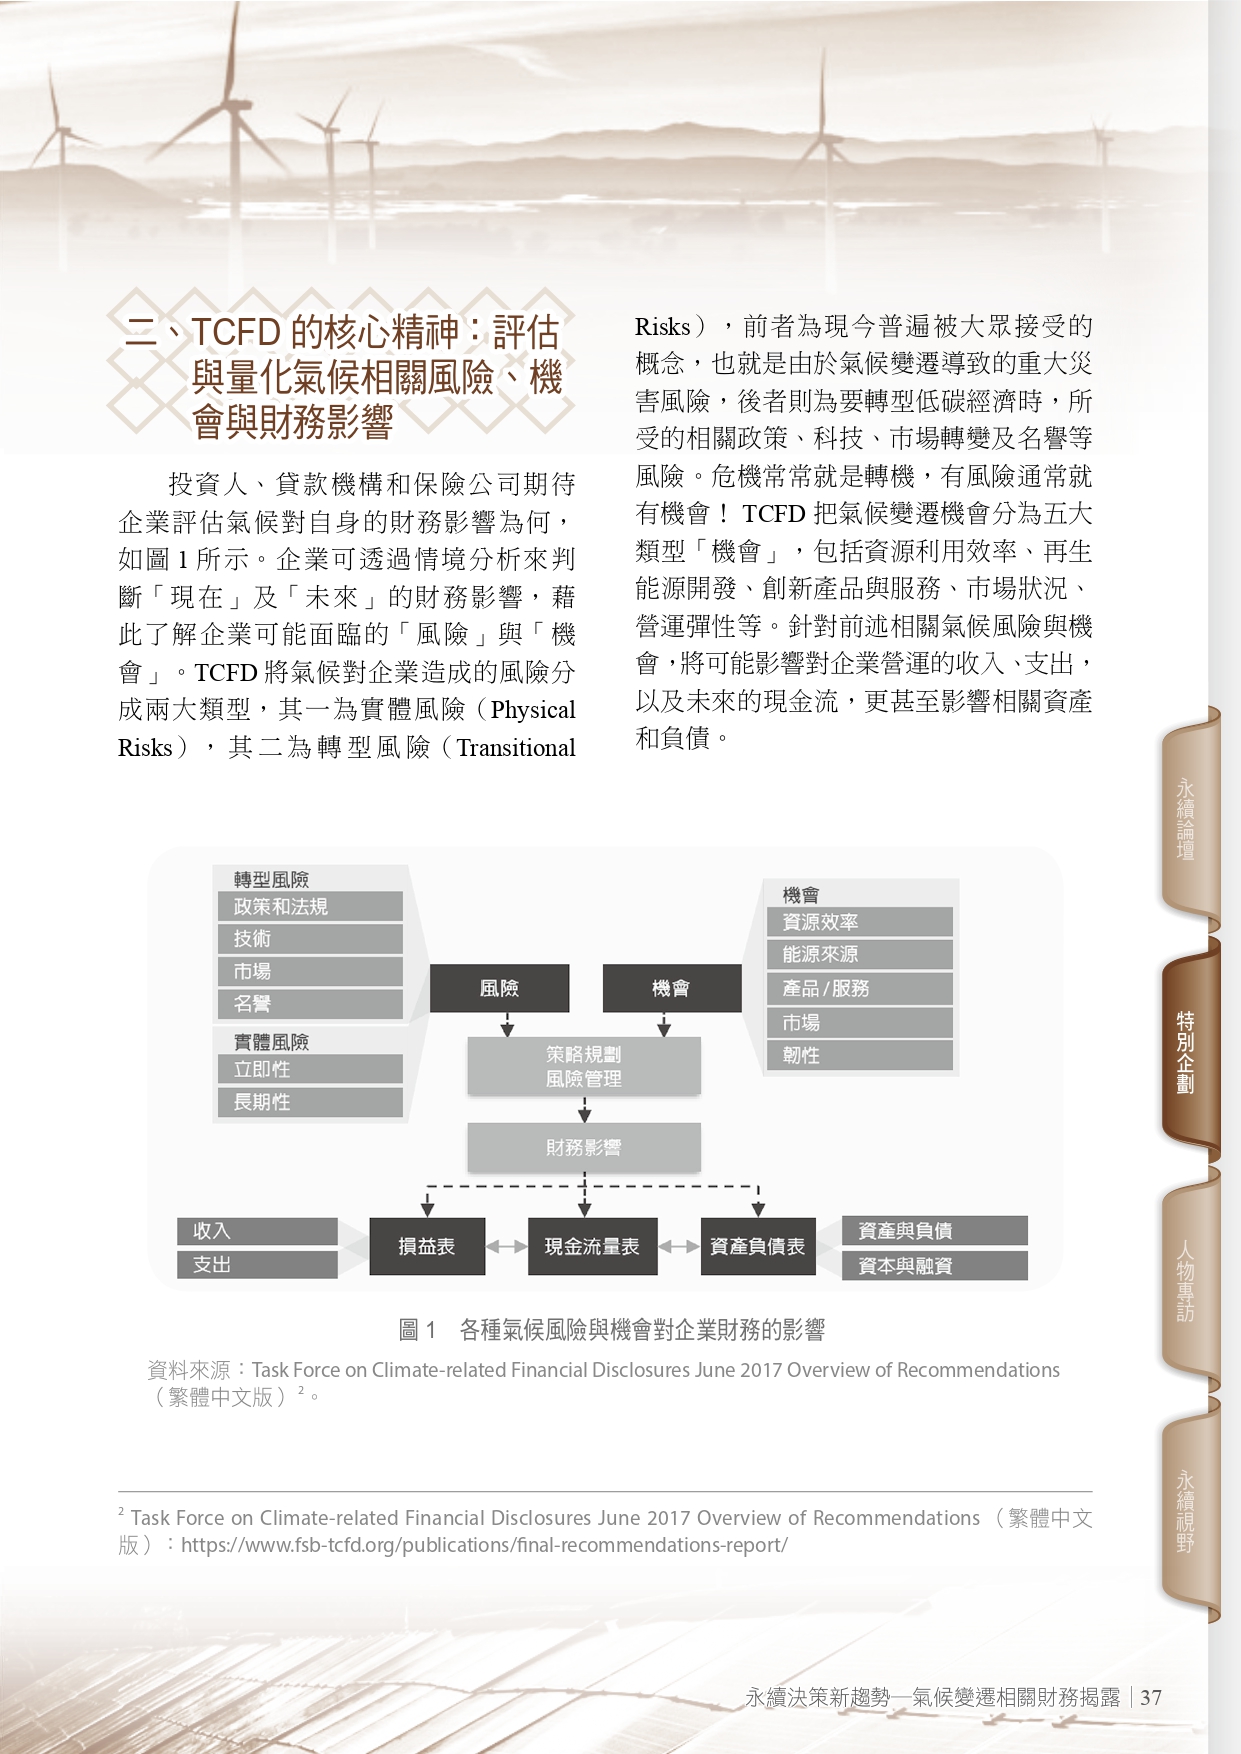 二、TCFD 的核心精神：評估
與量化氣候相關風險、機
會與財務影響
投資人、貸款機構和保險公司期待
企業評估氣候對自身的財務影響為何，
如圖 1 所示。企業可透過情境分析來判
斷「現在」及「未來」的財務影響，藉
此了解企業可能面臨的「風險」與「機
會」。TCFD 將氣候對企業造成的風險分
成兩大類型，其一為實體風險（Physical
Risks），其二為轉型風險（Transitional
Risks），前者為現今普遍被大眾接受的
概念，也就是由於氣候變遷導致的重大災
害風險，後者則為要轉型低碳經濟時，所
受的相關政策、科技、市場轉變及名譽等
風險。危機常常就是轉機，有風險通常就
有機會！TCFD 把氣候變遷機會分為五大
類型「機會」，包括資源利用效率、再生
能源開發、創新產品與服務、市場狀況、
營運彈性等。針對前述相關氣候風險與機
會，將可能影響對企業營運的收入、支出，
以及未來的現金流，更甚至影響相關資產
和負債。
轉型風險
政策和法規
技術
市場
名譽
實體風險
立即性
長期性
風險
機會
機會
資源效率
能源來源
產品/服務
市場
韌性
策略規劃
風險管理
財務影響
收入
支出
損益表
現金流量表
資產負債表
資產與負債
資本與融資
圖 1　各種氣候風險與機會對企業財務的影響
資料來源：Task Force on Climate-related Financial Disclosures June 2017 Overview of Recommendations
（繁體中文版）2。
2 Task Force on Climate-related Financial Disclosures June 2017 Overview of Recommendations （繁體中文
版）：https://www.fsb-tcfd.org/publications/final-recommendations-report/
永續論壇
特別企劃
人物專訪
永續視野
永續決策新趨勢─氣候變遷相關財務揭露│37